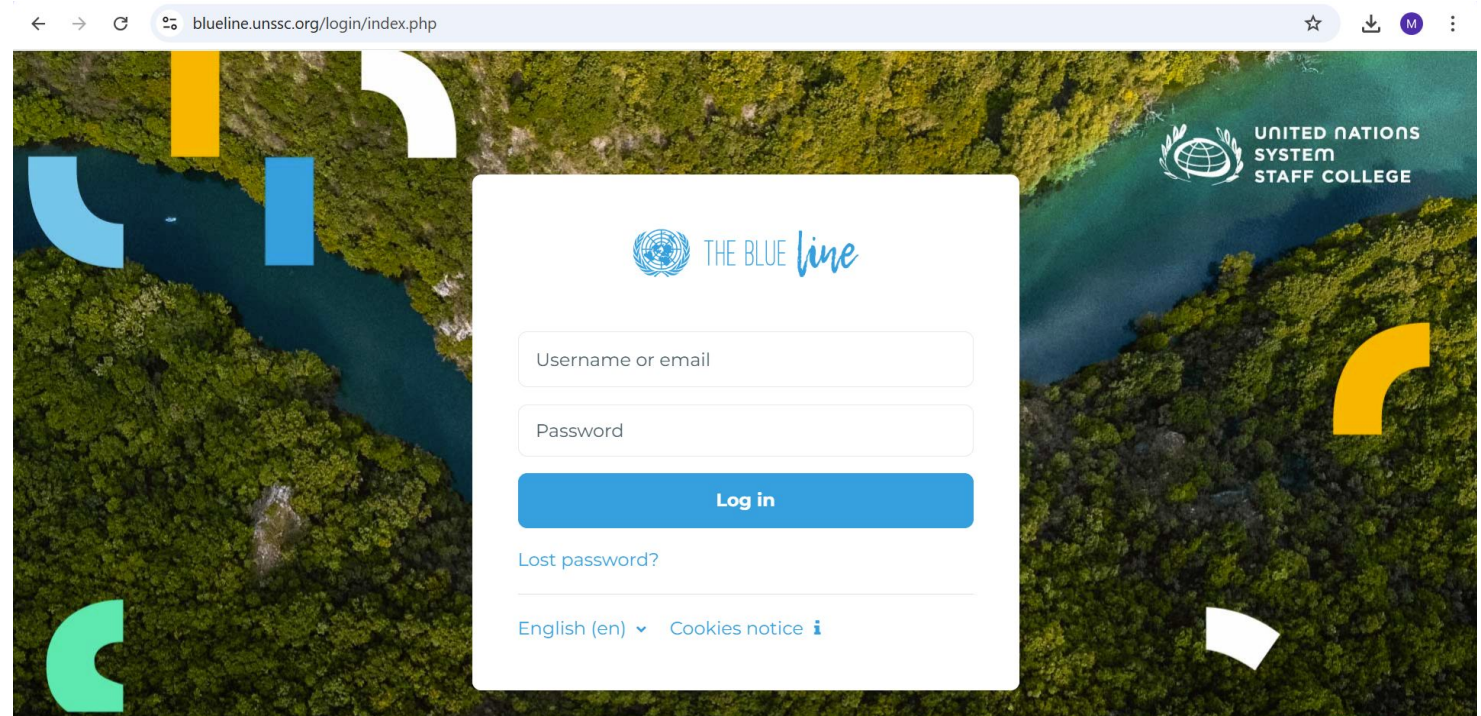 blueline.unssc.org/login/index.php
M
UNITED NATIONS
SYSTEM
STAFF COLLEGE
THE BLUE line
Username or email
Password
Log in
Lost password?
English (en)
Cookies notice i